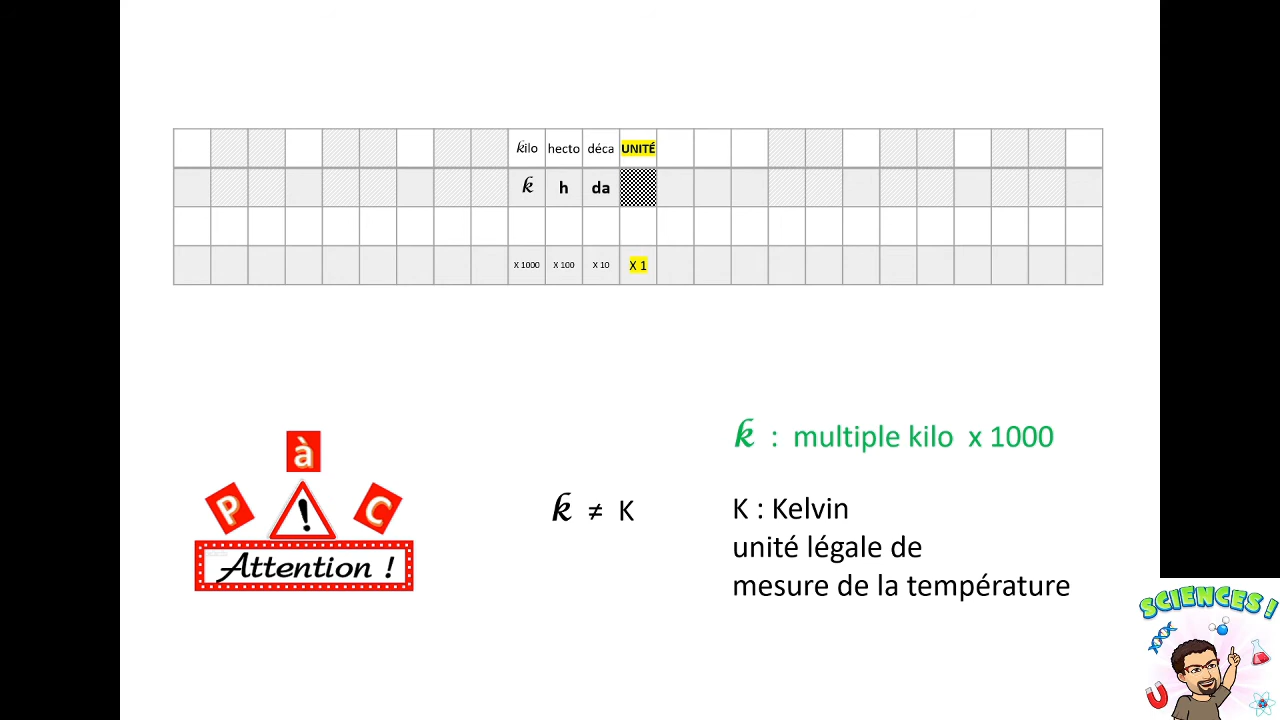 kilo hecto déca UNITÉ
k h da
X 1000 X 100 X 10 X 1
k : multiple kilo x 1000
P à C
Attention !
k ≠ K
K : Kelvin
unité légale de
mesure de la température
SCIENCES !